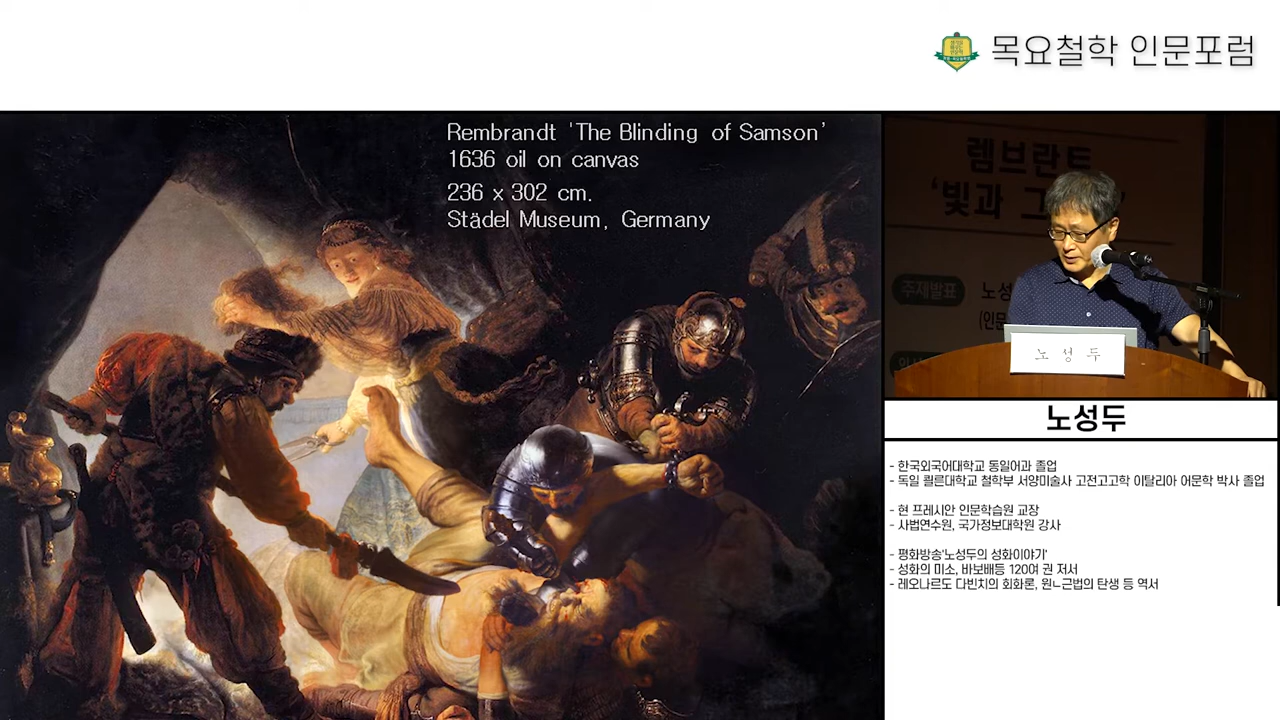 목요철학 인문포럼
Rembrandt 'The Blinding of Samson'
1636 oil on canvas
236 x 302 cm.
Städel Museum, Germany
렘브란트
'빛과 그
주제발표 노성
(인문
노 성 두
노성두
- 한국외국어대학교 독일어과 졸업
- 독일 쾰른대학교 철학부 서양미술사 고전고고학 이탈리아 어문학 박사 졸업
- 현 프레시안 인문학습원 교장
- 사법연수원, 국가정보대학원 강사
- 평화방송'노성두의 성화이야기'
- 성화의 미소, 바보배등 120여 권 저서
- 레오나르도 다빈치의 회화론, 원ㄴ근법의 탄생 등 역서